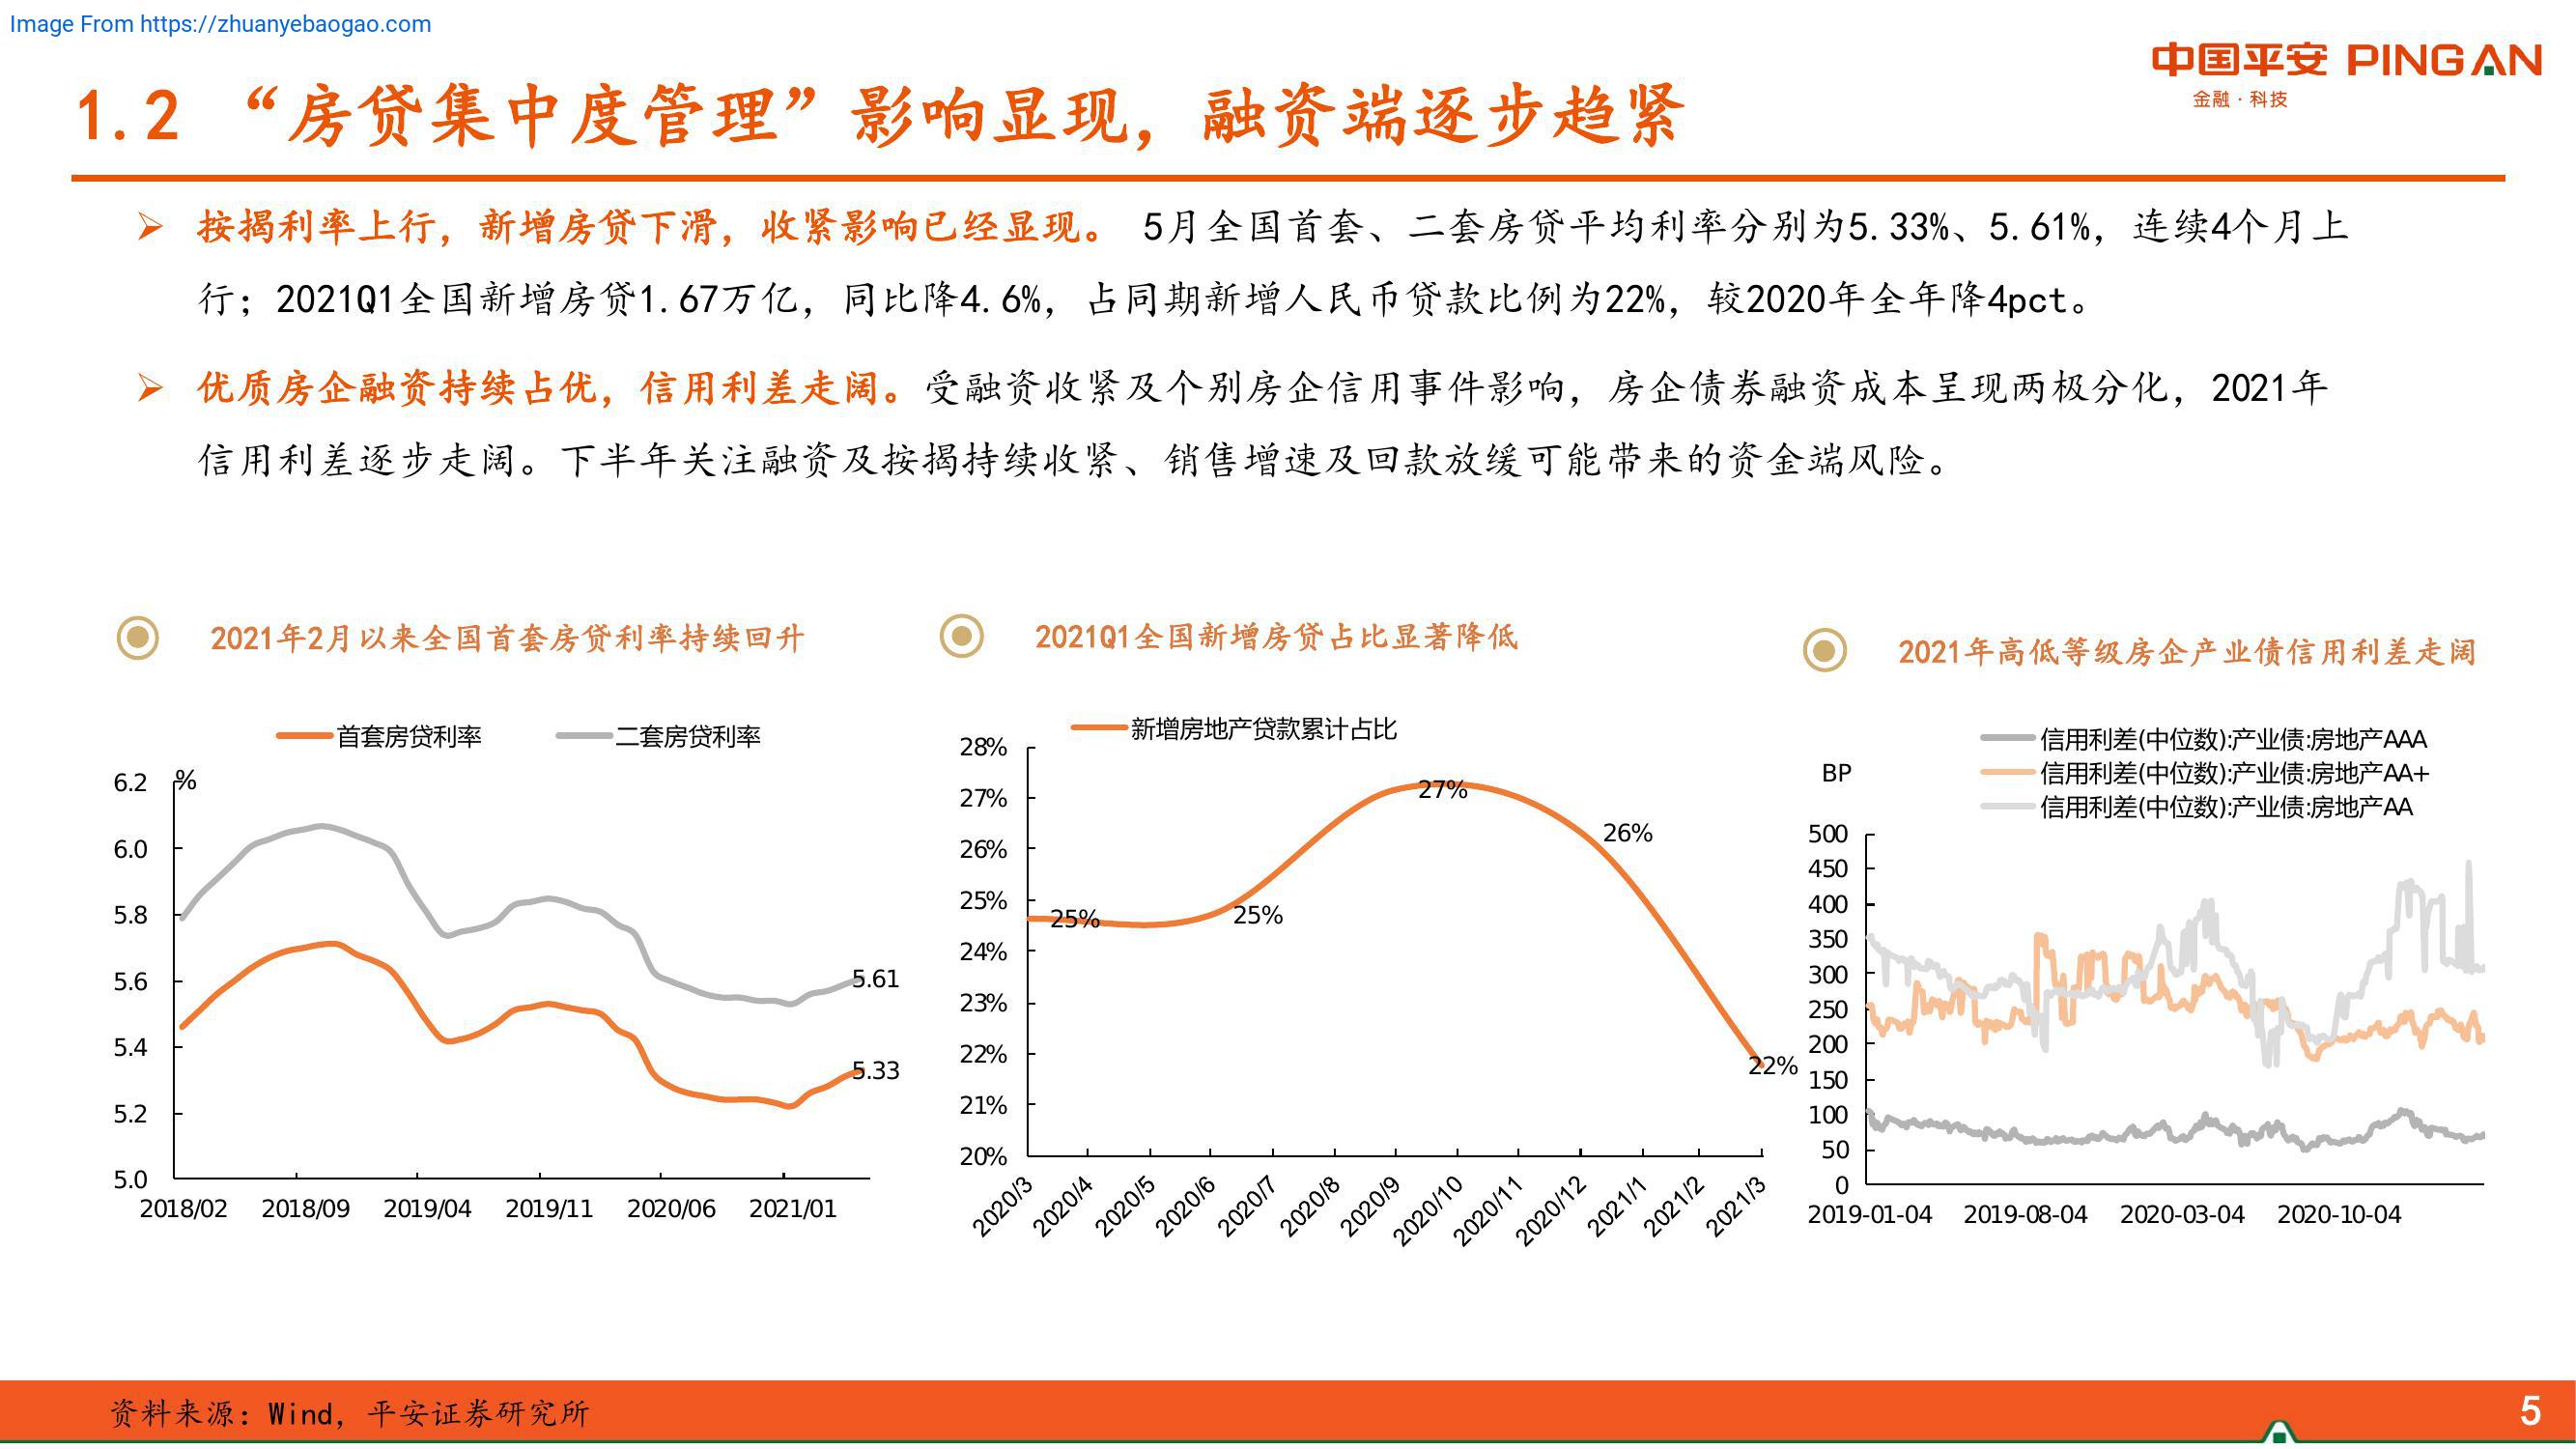 Image From https://zhuanyebaogao.com
中国平安 PINGAN
金融·科技
1.2 “房贷集中度管理”影响显现，融资端逐步趋紧
按揭利率上行，新增房贷下滑，收紧影响已经显现。 5月全国首套、二套房贷平均利率分别为5.33%、5.61%，连续4个月上
行；2021Q1全国新增房贷1.67万亿，同比降4.6%，占同期新增人民币贷款比例为22%，较2020年全年降4pct。
优质房企融资持续占优，信用利差走阔。受融资收紧及个别房企信用事件影响，房企债券融资成本呈现两极分化，2021年
信用利差逐步走阔。下半年关注融资及按揭持续收紧、销售增速及回款放缓可能带来的资金端风险。
2021年2月以来全国首套房贷利率持续回升
首套房贷利率 二套房贷利率
%
6.2
6.0
5.8
5.6
5.4
5.2
5.0
5.61
5.33
2018/02 2018/09 2019/04 2019/11 2020/06 2021/01
2021Q1全国新增房贷占比显著降低
新增房地产贷款累计占比
28%
27%
26%
25%
24%
23%
22%
21%
20%
25%
25%
27%
26%
22%
2020/3 2020/4 2020/5 2020/6 2020/7 2020/8 2020/9 2020/10 2020/11 2020/12 2021/1 2021/2 2021/3
2021年高低等级房企产业债信用利差走阔
信用利差(中位数):产业债:房地产AAA
信用利差(中位数):产业债:房地产AA+
信用利差(中位数):产业债:房地产AA
BP
500
450
400
350
300
250
200
150
100
50
0
2019-01-04 2019-08-04 2020-03-04 2020-10-04
资料来源：Wind，平安证券研究所
5